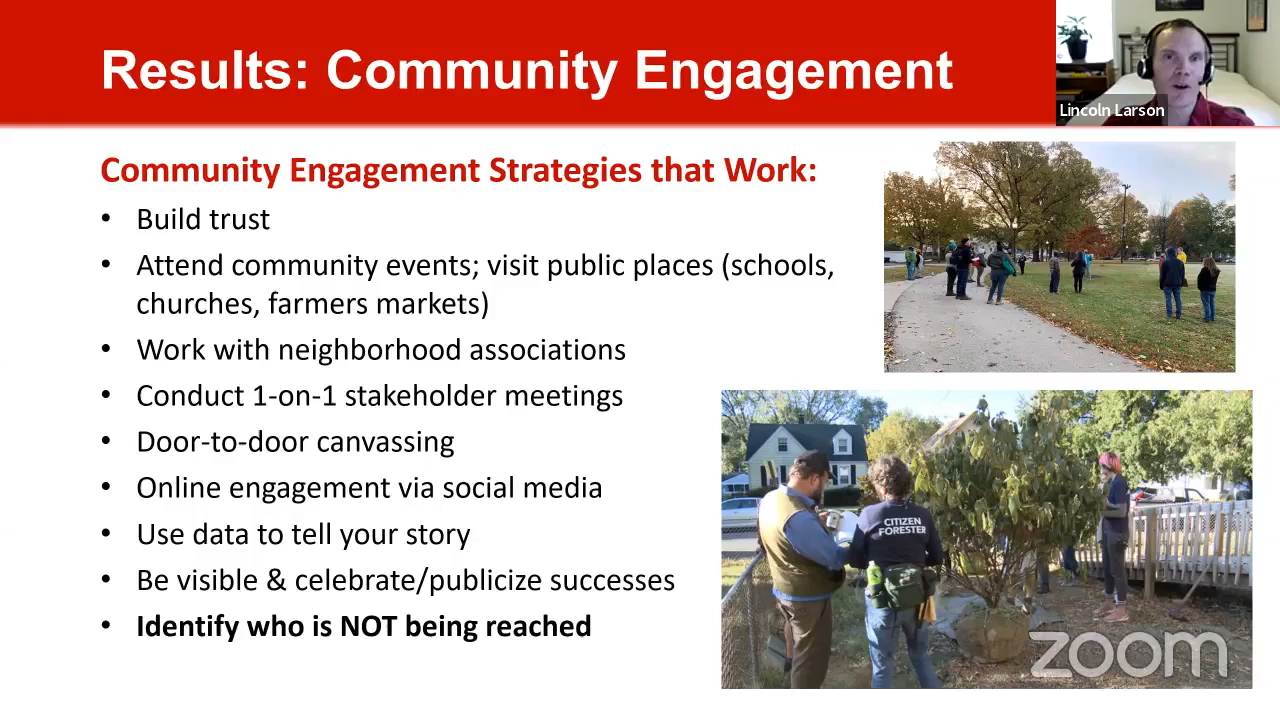 Results: Community Engagement
Lincoln Larson
Community Engagement Strategies that Work:
• Build trust
• Attend community events; visit public places (schools,
churches, farmers markets)
• Work with neighborhood associations
• Conduct 1-on-1 stakeholder meetings
• Door-to-door canvassing
• Online engagement via social media
• Use data to tell your story
• Be visible & celebrate/publicize successes
• Identify who is NOT being reached
CITIZEN
FORESTER
zoom